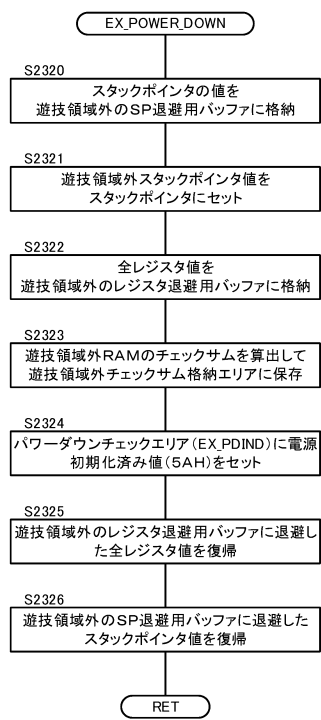 EX_POWER_DOWN
S2320
スタックポインタの値を
遊技領域外のSP退避用バッファに格納
S2321
遊技領域外スタックポインタ値を
スタックポインタにセット
S2322
全レジスタ値を
遊技領域外のレジスタ退避用バッファに格納
S2323
遊技領域外RAMのチェックサムを算出して
遊技領域外チェックサム格納エリアに保存
S2324
パワーダウンチェックエリア(EX_PDIND)に電源
初期化済み値(5AH)をセット
S2325
遊技領域外のレジスタ退避用バッファに退避し
た全レジスタ値を復帰
S2326
遊技領域外のSP退避用バッファに退避した
スタックポインタ値を復帰
RET